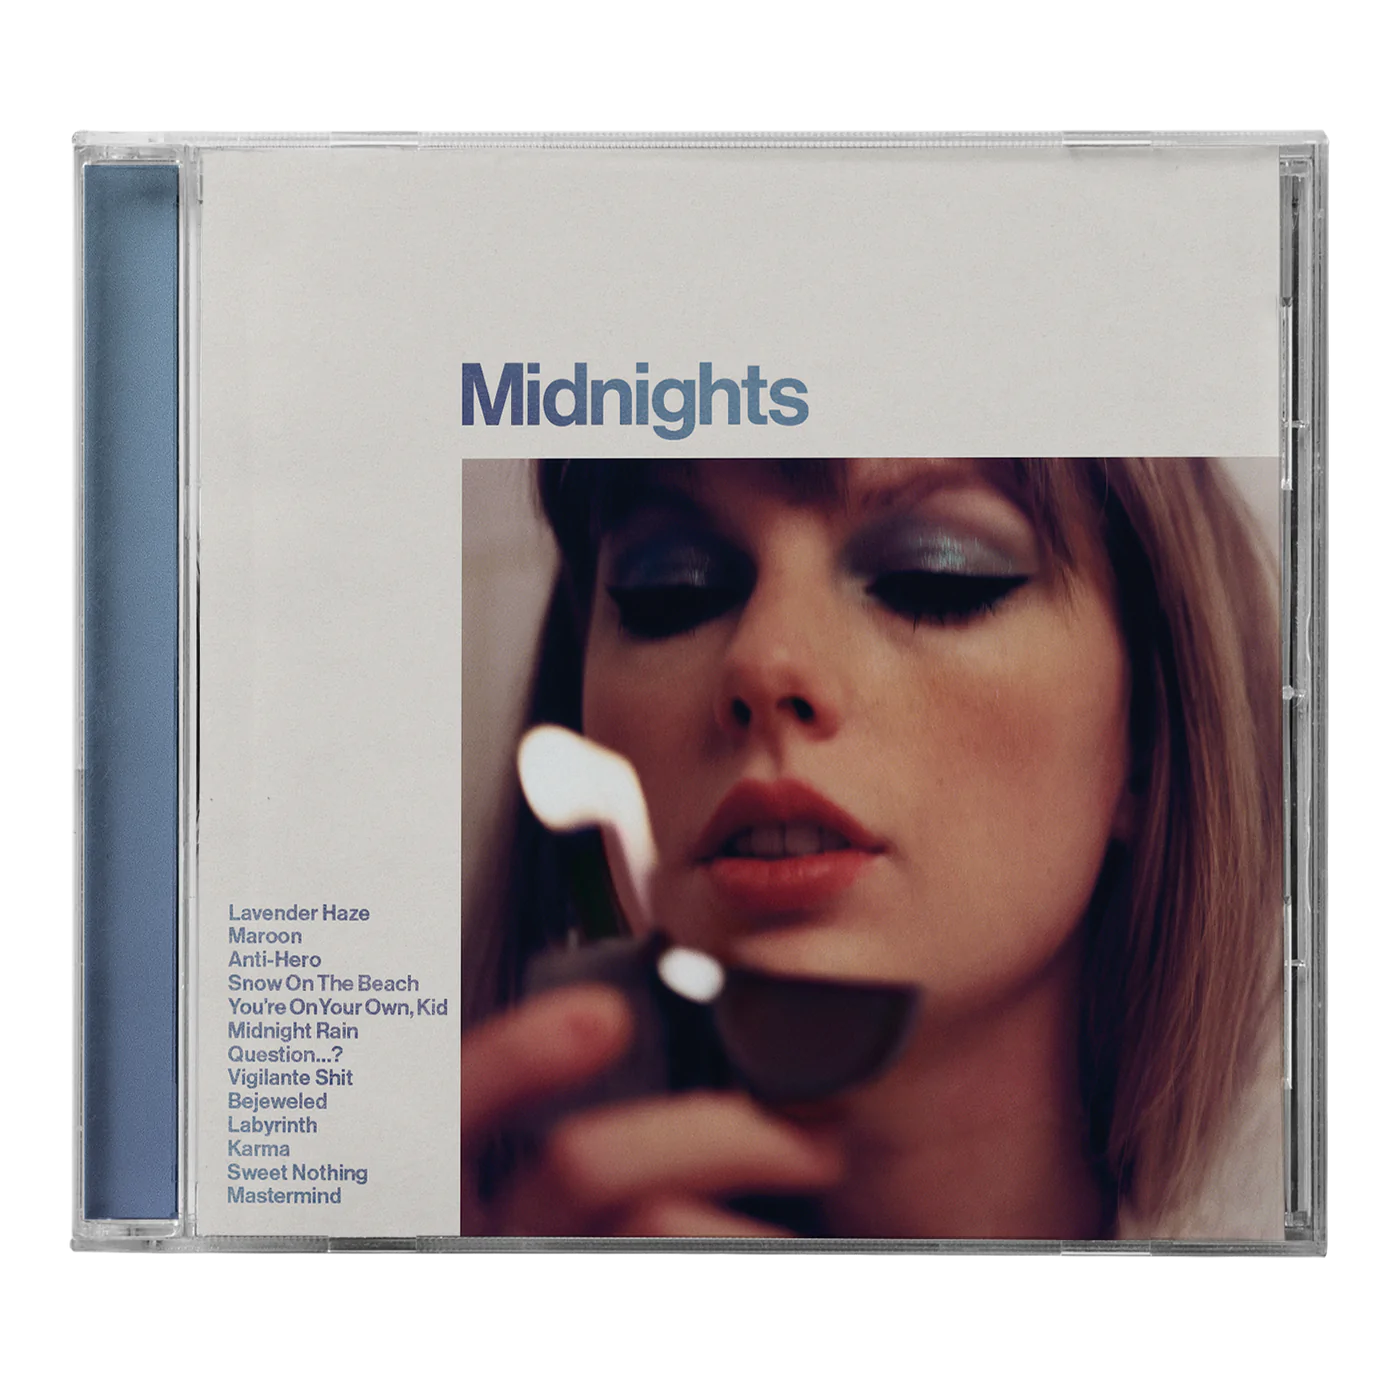 Midnights
Lavender Haze
Maroon
Anti-Hero
Snow On The Beach
You're On Your Own, Kid
Midnight Rain
Question...?
Vigilante Shit
Bejeweled
Labyrinth
Karma
Sweet Nothing
Mastermind